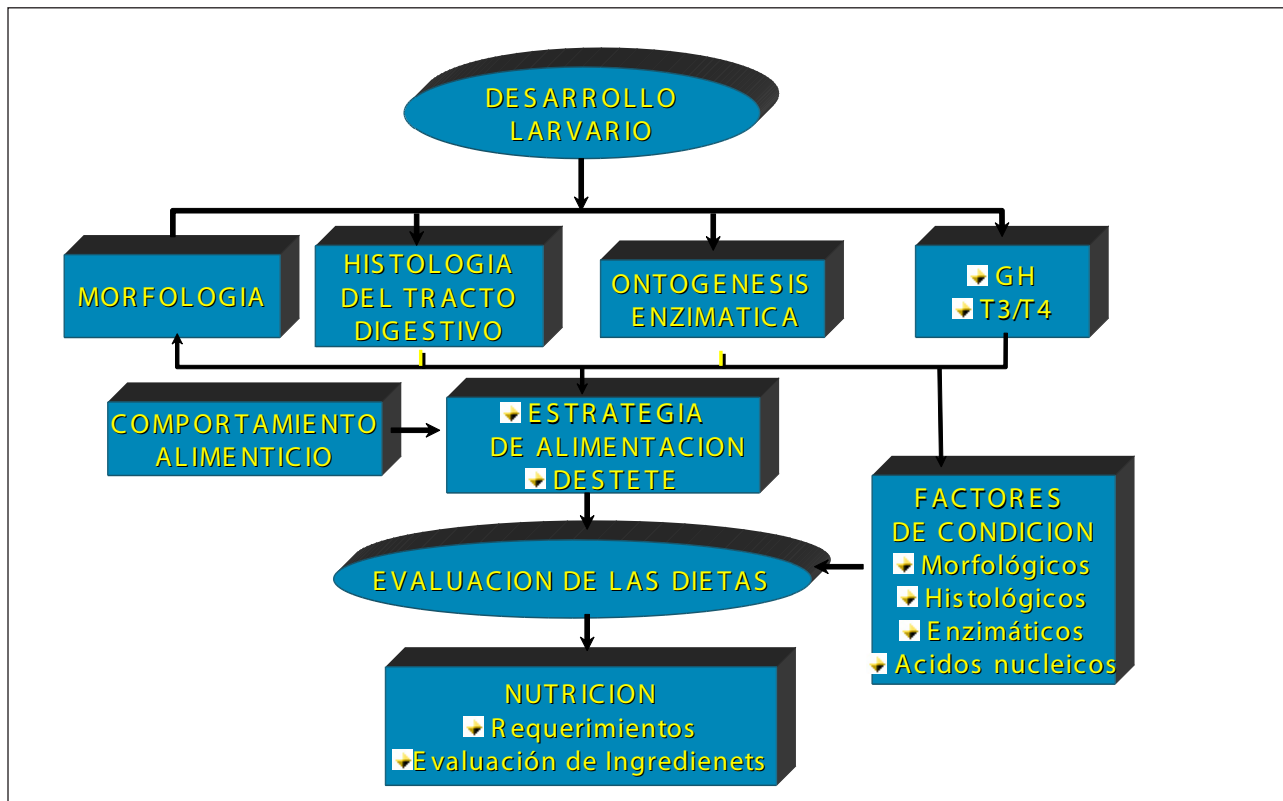 DESARROLLO
LARVARIO
MORFOLOGIA
HISTOLOGIA
DEL TRACTO
DIGESTIVO
ONTOGENESIS
ENZIMATICA
GH
T3/T4
COMPORTAMIENTO
ALIMENTICIO
ESTRATEGIA
DE ALIMENTACION
DESTETE
FACTORES
DE CONDICION
Morfológicos
Histológicos
Enzimáticos
Acidos nucleicos
EVALUACION DE LAS DIETAS
NUTRICION
Requerimientos
Evaluación de Ingredienets